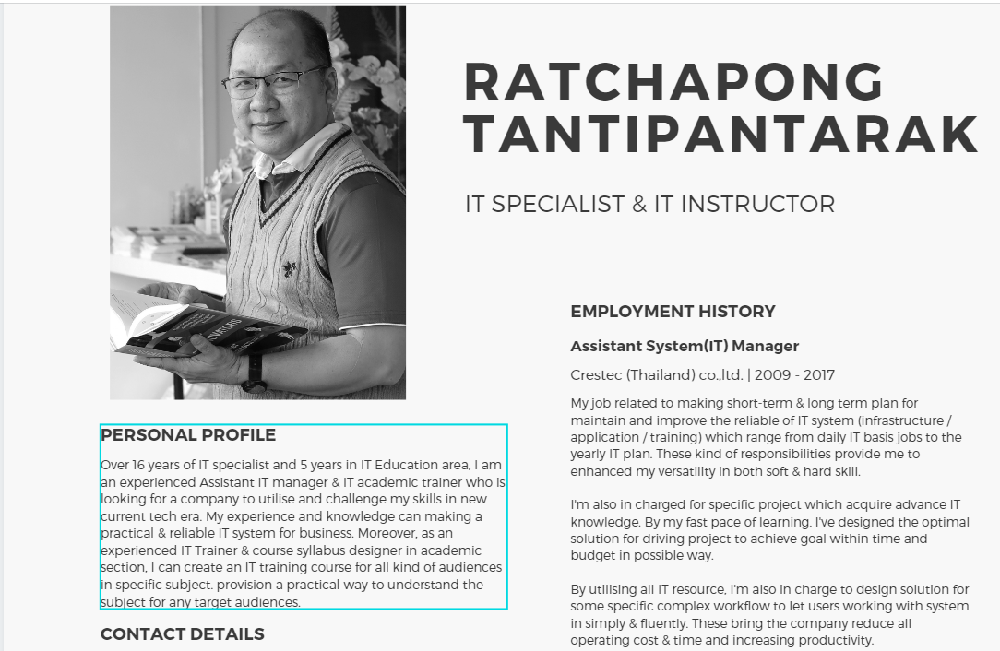 RATCHAPONG
TANTIPANTARAK
IT SPECIALIST & IT INSTRUCTOR
PERSONAL PROFILE
Over 16 years of IT specialist and 5 years in IT Education area, I am
an experienced Assistant IT manager & IT academic trainer who is
looking for a company to utilise and challenge my skills in new
current tech era. My experience and knowledge can making a
practical & reliable IT system for business. Moreover, as an
experienced IT Trainer & course syllabus designer in academic
section, I can create an IT training course for all kind of audiences
in specific subject. provision a practical way to understand the
subject for any target audiences.
CONTACT DETAILS
EMPLOYMENT HISTORY
Assistant System(IT) Manager
Crestec (Thailand) co.,ltd. | 2009 - 2017
My job related to making short-term & long term plan for
maintain and improve the reliable of IT system (infrastructure /
application / training) which range from daily IT basis jobs to the
yearly IT plan. These kind of responsibilities provide me to
enhanced my versatility in both soft & hard skill.
I'm also in charged for specific project which acquire advance IT
knowledge. By my fast pace of learning, I've designed the optimal
solution for driving project to achieve goal within time and
budget in possible way.
By utilising all IT resource, I'm also in charge to design solution for
some specific complex workflow to let users working with system
in simply & fluently. These bring the company reduce all
operating cost & time and increasing productivity.